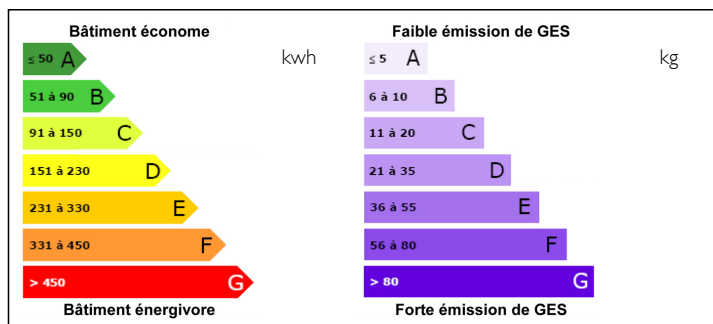 Bâtiment économe
≤ 50 A
kwh
51 à 90 B
91 à 150 C
151 à 230 D
231 à 330 E
331 à 450 F
> 450 G
Bâtiment énergivore
Faible émission de GES
≤ 5 A
kg
6 à 10 B
11 à 20 C
21 à 35 D
36 à 55 E
56 à 80 F
> 80 G
Forte émission de GES